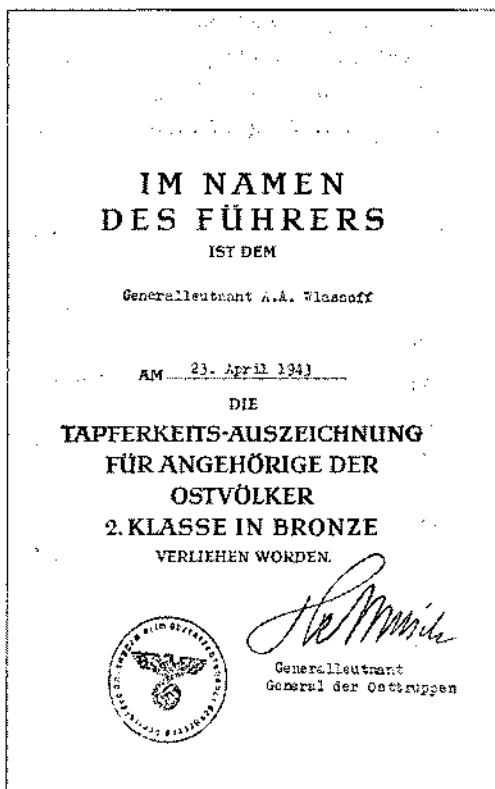 IM NAMEN
DES FÜHRERS
IST DEM
Generalleutnant A.A. Wlassoff
AM 23. April 1943
DIE
TAPFERKEITS-AUSZEICHNUNG
FÜR ANGEHÖRIGE DER
OSTVÖLKER
2. KLASSE IN BRONZE
VERLIEHEN WORDEN.
Generalleutnant
General der Osttruppen